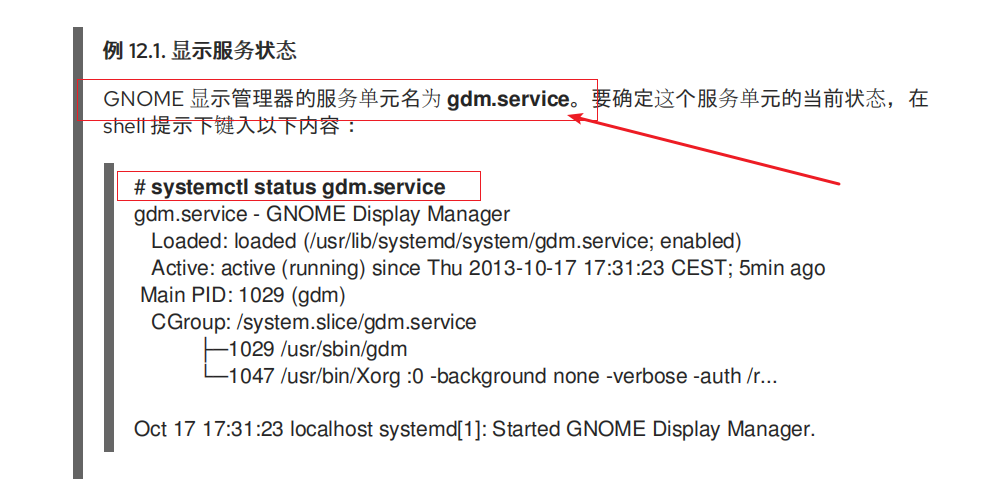 例 12.1. 显示服务状态
GNOME 显示管理器的服务单元名为 gdm.service。要确定这个服务单元的当前状态，在
shell 提示下键入以下内容：
# systemctl status gdm.service
gdm.service - GNOME Display Manager
Loaded: loaded (/usr/lib/systemd/system/gdm.service; enabled)
Active: active (running) since Thu 2013-10-17 17:31:23 CEST; 5min ago
Main PID: 1029 (gdm)
CGroup: /system.slice/gdm.service
├─1029 /usr/sbin/gdm
└─1047 /usr/bin/Xorg :0 -background none -verbose -auth /r...
Oct 17 17:31:23 localhost systemd[1]: Started GNOME Display Manager.